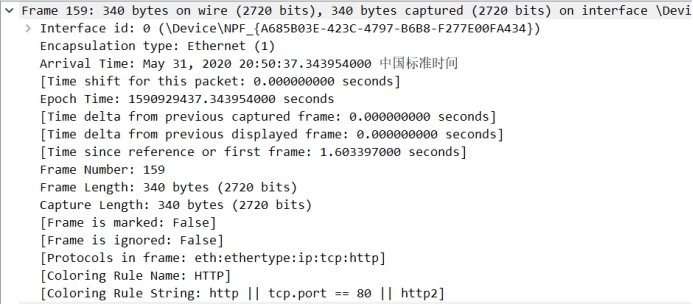 Frame 159: 340 bytes on wire (2720 bits), 340 bytes captured (2720 bits) on interface \Devi
Interface id: 0 (\Device\NPF_{A685B03E-423C-4797-B6B8-F277E00FA434})
Encapsulation type: Ethernet (1)
Arrival Time: May 31, 2020 20:50:37.343954000 中国标准时间
[Time shift for this packet: 0.000000000 seconds]
Epoch Time: 1590929437.343954000 seconds
[Time delta from previous captured frame: 0.000000000 seconds]
[Time delta from previous displayed frame: 0.000000000 seconds]
[Time since reference or first frame: 1.603397000 seconds]
Frame Number: 159
Frame Length: 340 bytes (2720 bits)
Capture Length: 340 bytes (2720 bits)
[Frame is marked: False]
[Frame is ignored: False]
[Protocols in frame: eth:ethertype:ip:tcp:http]
[Coloring Rule Name: HTTP]
[Coloring Rule String: http || tcp.port == 80 || http2]